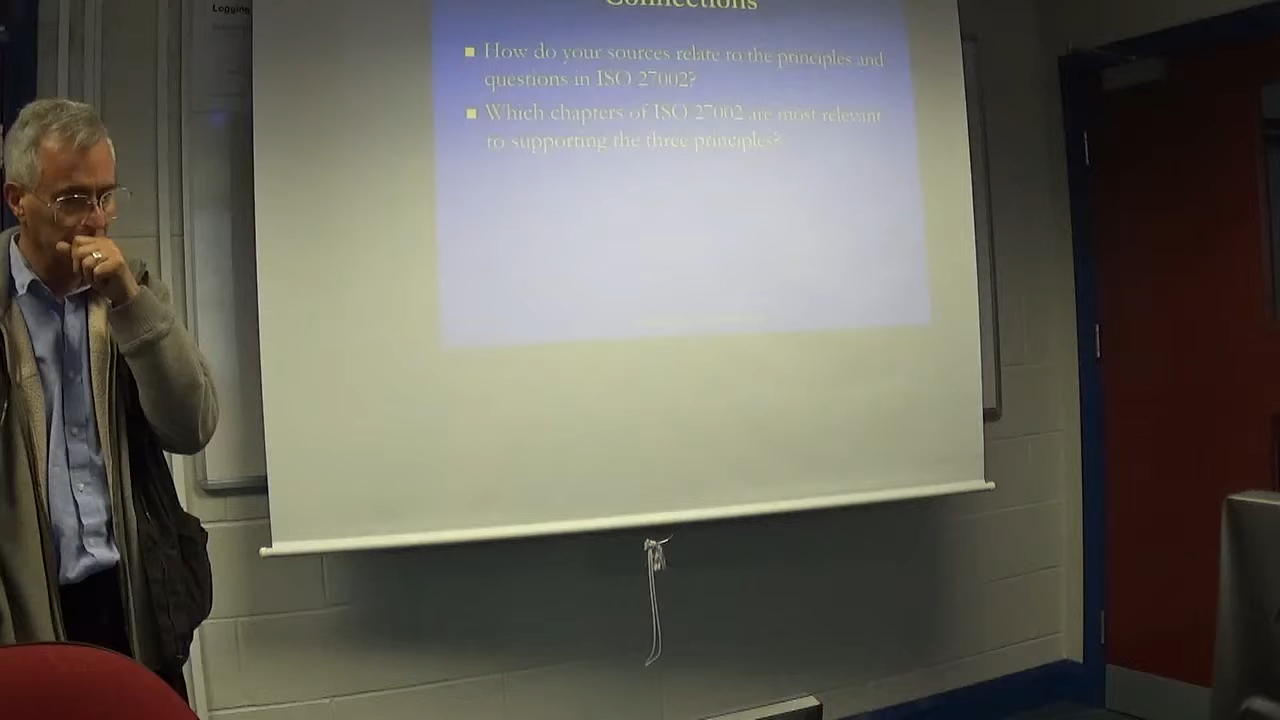 Logging
Connections
How do your sources relate to the principles and
questions in ISO 27002?
Which chapters of ISO 27002 are most relevant
to supporting the three principles?